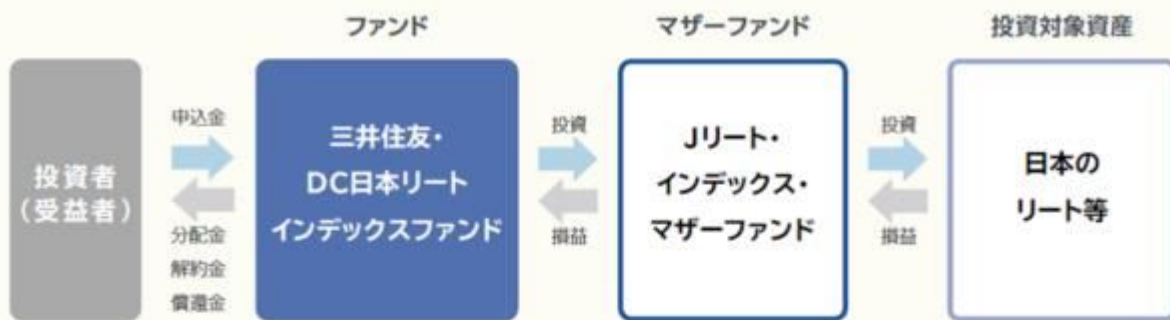 ファンド
マザーファンド
投資対象資産
投資者
（受益者）
申込金
分配金
解約金
償還金
三井住友・
DC日本リート
インデックスファンド
投資
損益
Jリート・
インデックス・
マザーファンド
投資
損益
日本の
リート等